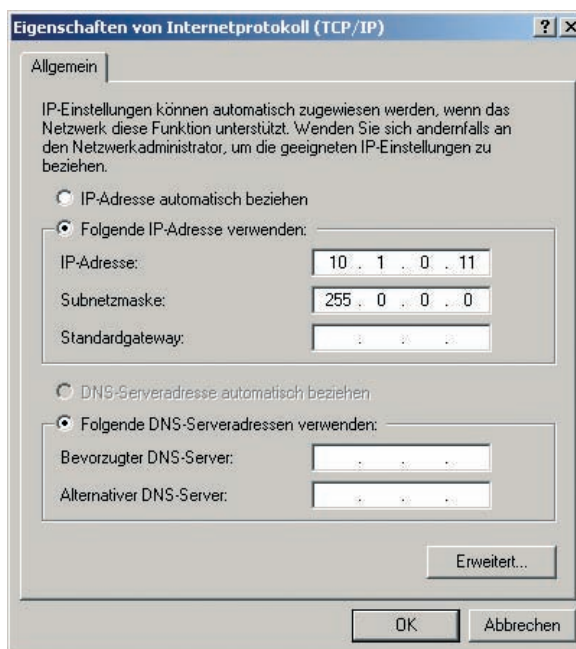 Eigenschaften von Internetprotokoll (TCP/IP)
Allgemein
IP-Einstellungen können automatisch zugewiesen werden, wenn das
Netzwerk diese Funktion unterstützt. Wenden Sie sich andernfalls an
den Netzwerkadministrator, um die geeigneten IP-Einstellungen zu
beziehen.
IP-Adresse automatisch beziehen
Folgende IP-Adresse verwenden:
IP-Adresse: 10 . 1 . 0 . 11
Subnetzmaske: 255 . 0 . 0 . 0
Standardgateway: . . .
DNS-Serveradresse automatisch beziehen
Folgende DNS-Serveradressen verwenden:
Bevorzugter DNS-Server: . . .
Alternativer DNS-Server: . . .
Erweitert...
OK Abbrechen